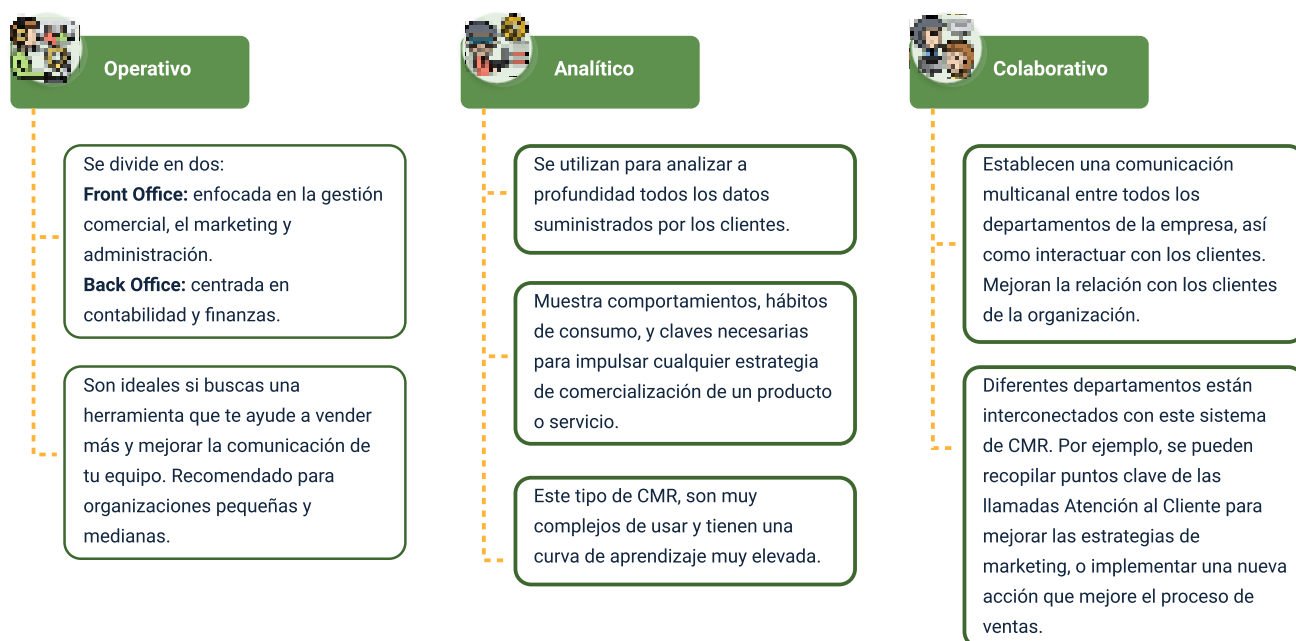 Operativo
Se divide en dos:
Front Office: enfocada en la gestión
comercial, el marketing y
administración.
Back Office: centrada en
contabilidad y finanzas.
Son ideales si buscas una
herramienta que te ayude a vender
más y mejorar la comunicación de
tu equipo. Recomendado para
organizaciones pequeñas y
medianas.
Analítico
Se utilizan para analizar a
profundidad todos los datos
suministrados por los clientes.
Muestra comportamientos, hábitos
de consumo, y claves necesarias
para impulsar cualquier estrategia
de comercialización de un producto
o servicio.
Este tipo de CMR, son muy
complejos de usar y tienen una
curva de aprendizaje muy elevada.
Colaborativo
Establecen una comunicación
multicanal entre todos los
departamentos de la empresa, así
como interactuar con los clientes.
Mejoran la relación con los clientes
de la organización.
Diferentes departamentos están
interconectados con este sistema
de CMR. Por ejemplo, se pueden
recopilar puntos clave de las
llamadas Atención al Cliente para
mejorar las estrategias de
marketing, o implementar una nueva
acción que mejore el proceso de
ventas.